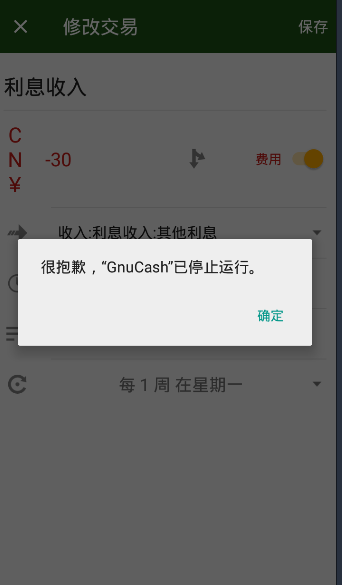 修改交易
保存
利息收入
CN¥
-30
费用
收入:利息收入:其他利息
很抱歉，“GnuCash”已停止运行。
确定
每 1 周 在星期一